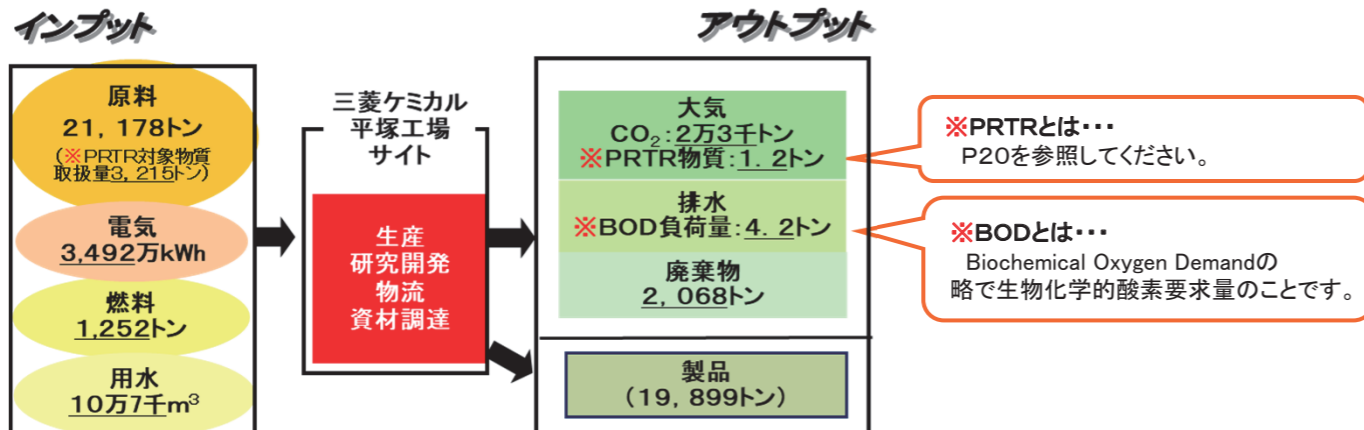 インプット
原料
21,178トン
(※PRTR対象物質
取扱量3,215トン)
電気
3,492万kWh
燃料
1,252トン
用水
10万7千m³
三菱ケミカル
平塚工場
サイト
生産
研究開発
物流
資材調達
アウトプット
大気
CO₂:2万3千トン
※PRTR物質:1.2トン
排水
※BOD負荷量:4.2トン
廃棄物
2,068トン
製品
(19,899トン)
※PRTRとは・・・
P20を参照してください。
※BODとは・・・
Biochemical Oxygen Demandの
略で生物化学的酸素要求量のことです。